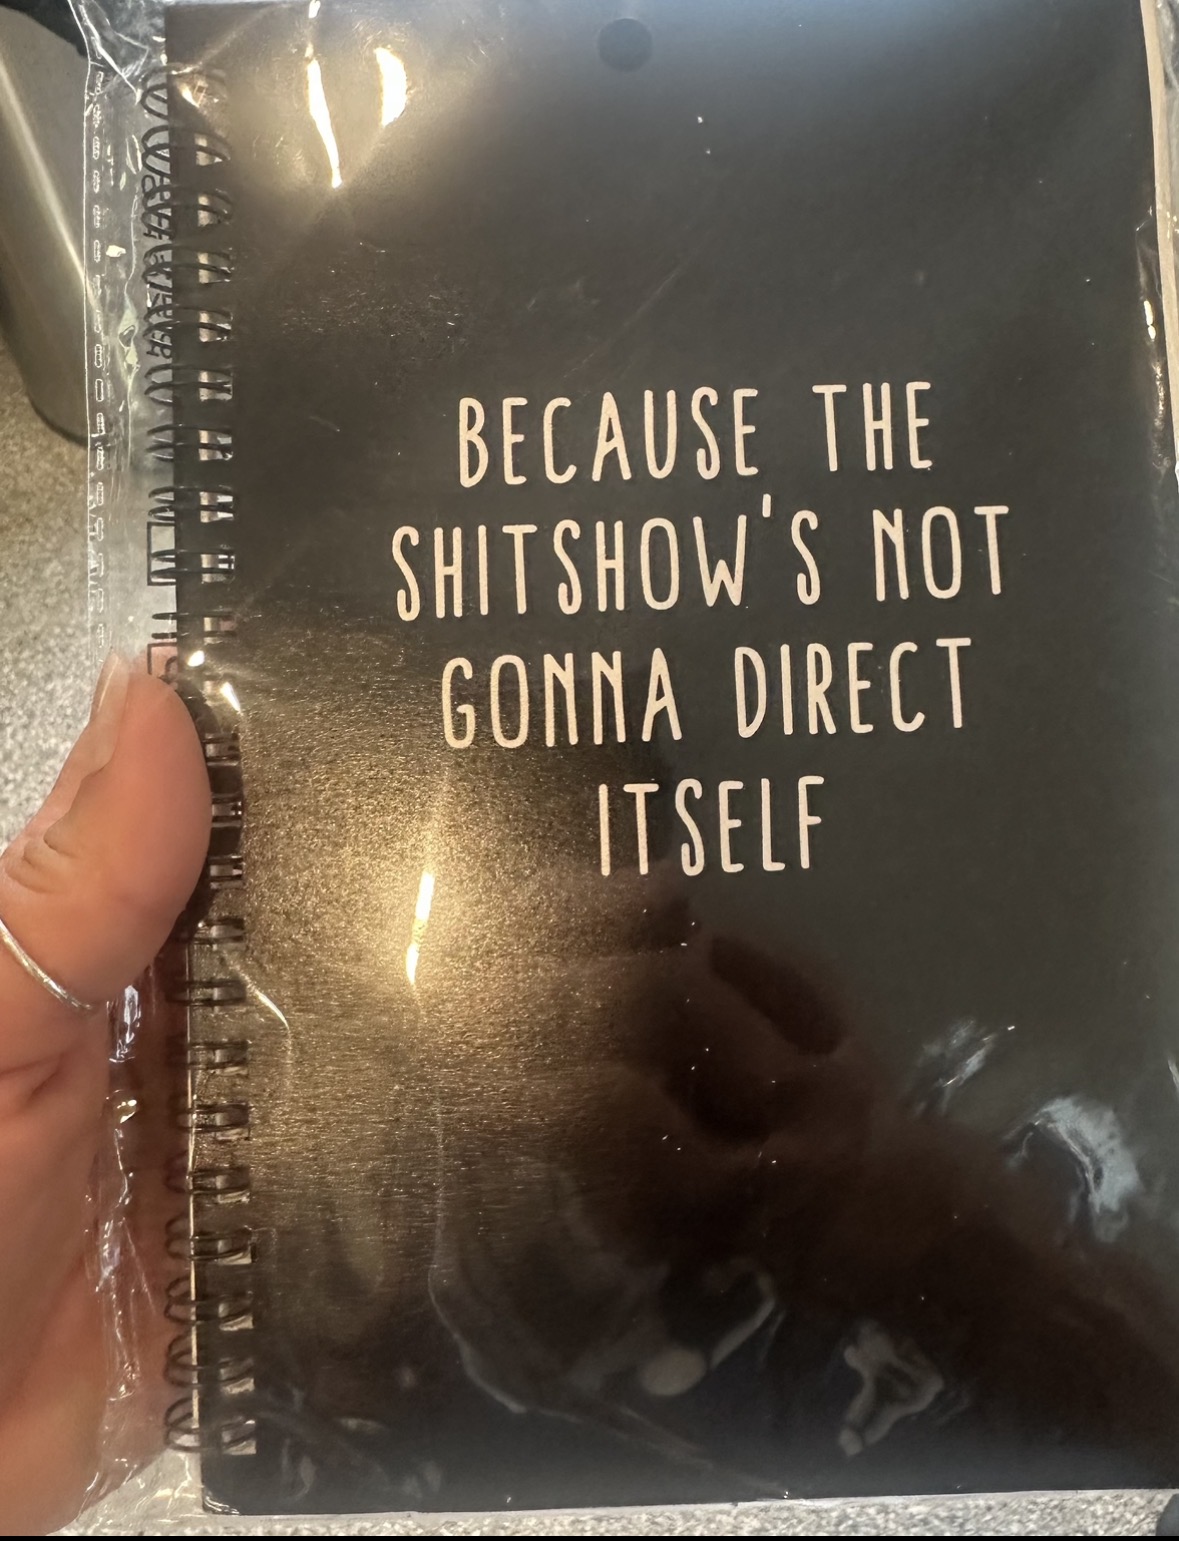 BECAUSE THE
SHITSHOW'S NOT
GONNA DIRECT
ITSELF